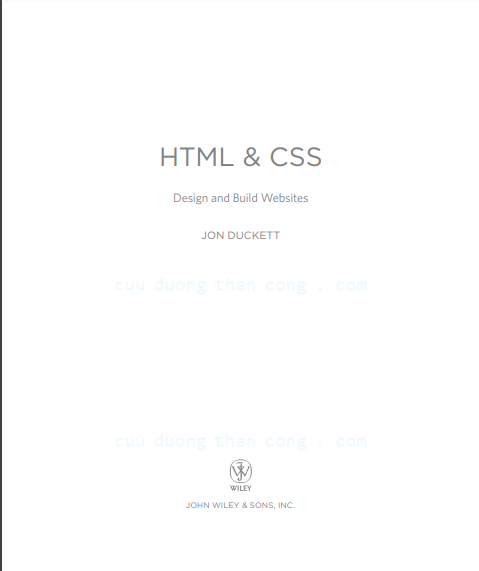 HTML & CSS
Design and Build Websites
JON DUCKETT
cuu duong than cong . com
cuu duong than cong . com
WILEY
JOHN WILEY & SONS, INC.